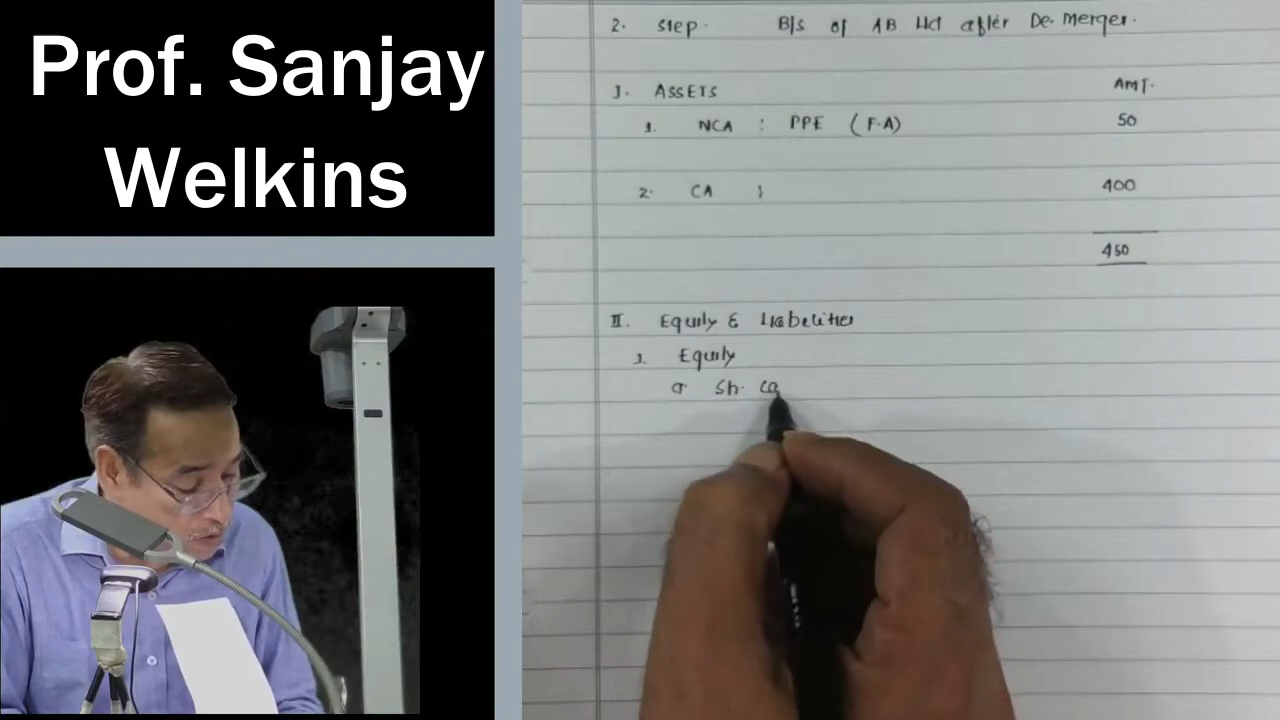 Prof. Sanjay
Welkins
2. Step. B/s of AB Ltd after De-Merger.
I. ASSETS AMT.
1. NCA : PPE (F.A) 50
2. CA : 400
450
II. Equity & Liabilities
1. Equity
a Sh. Ca